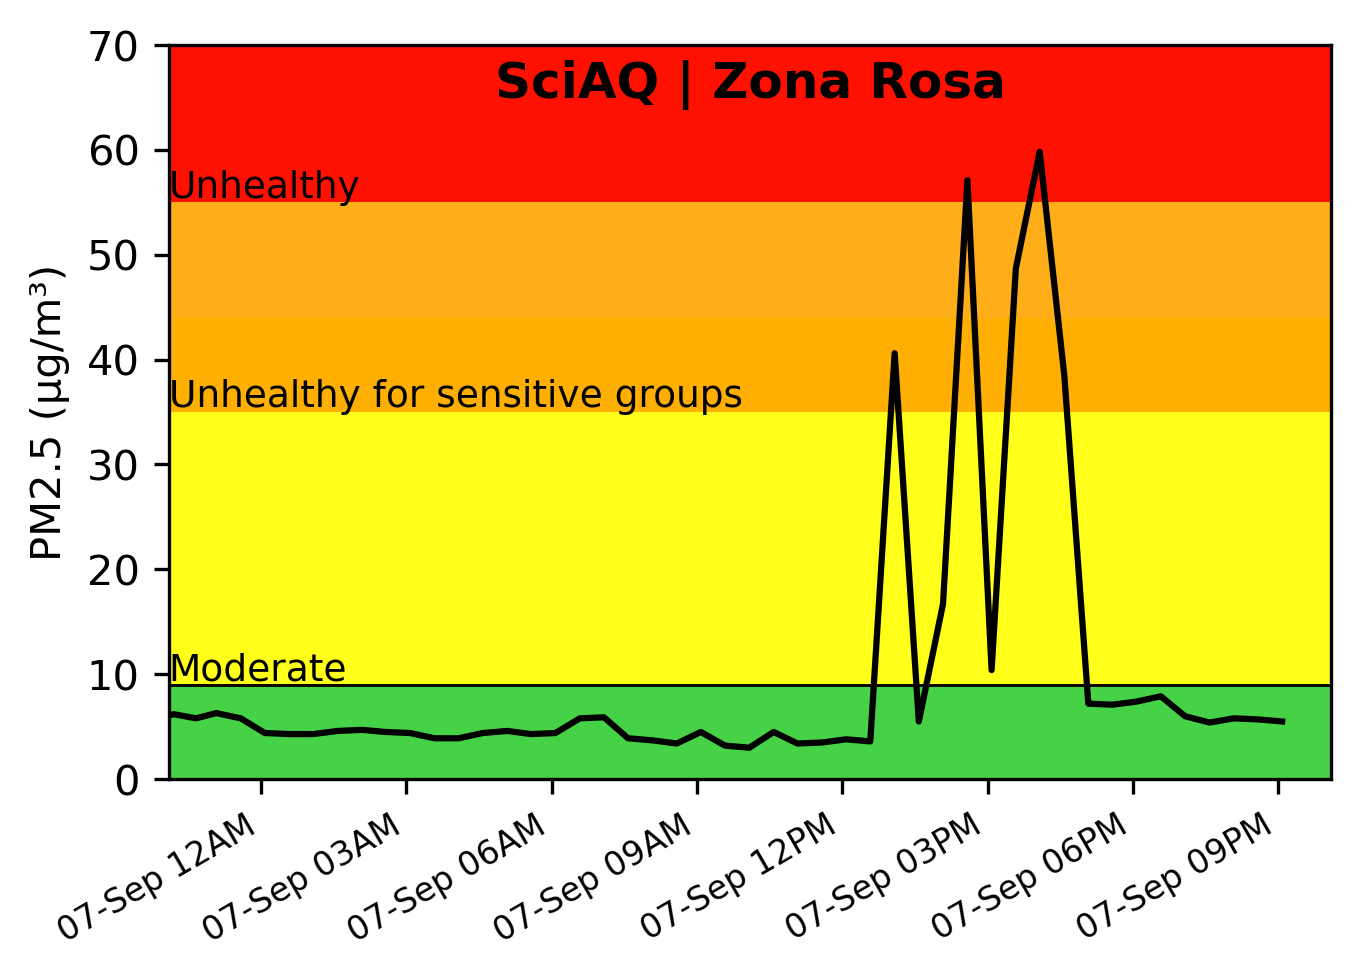 SciAQ | Zona Rosa
70
60
Unhealthy
50
40
Unhealthy for sensitive groups
30
20
Moderate
10
0
PM2.5 (µg/m³)
07-Sep 12AM
07-Sep 03AM
07-Sep 06AM
07-Sep 09AM
07-Sep 12PM
07-Sep 03PM
07-Sep 06PM
07-Sep 09PM